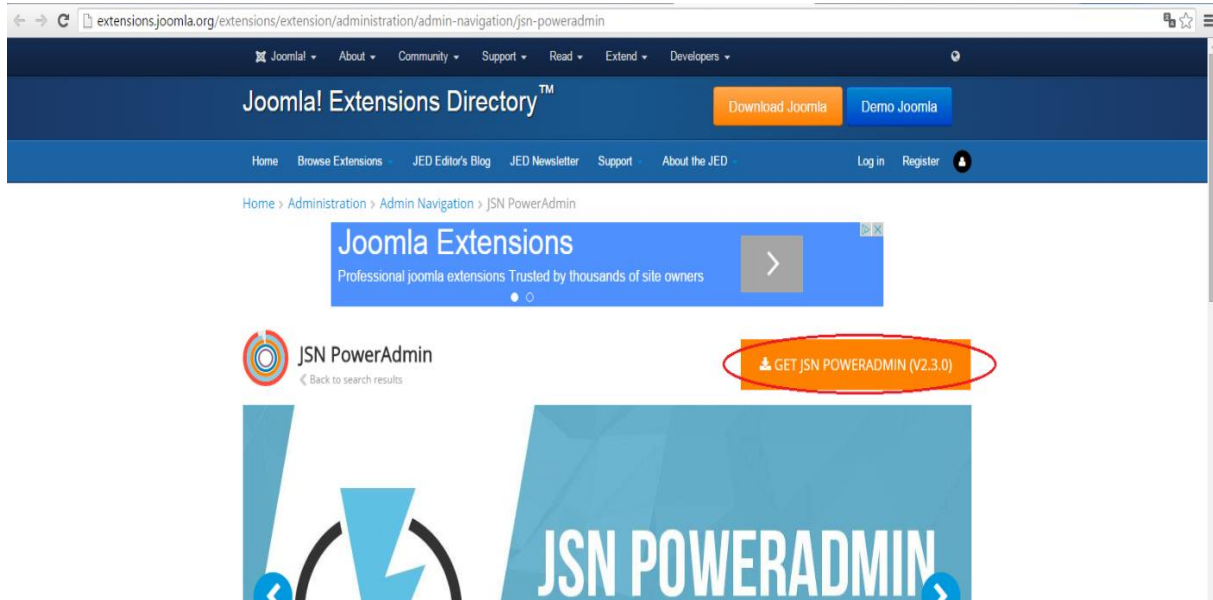 extensions.joomla.org/extensions/extension/administration/admin-navigation/jsn-poweradmin
Joomla! About Community Support Read Extend Developers
Joomla! Extensions Directory™ Download Joomla Demo Joomla
Home Browse Extensions JED Editor's Blog JED Newsletter Support About the JED Log in Register
Home > Administration > Admin Navigation > JSN PowerAdmin
Joomla Extensions
Professional joomla extensions Trusted by thousands of site owners
JSN PowerAdmin
GET JSN POWERADMIN (V2.3.0)
Back to search results
JSN POWERADMIN